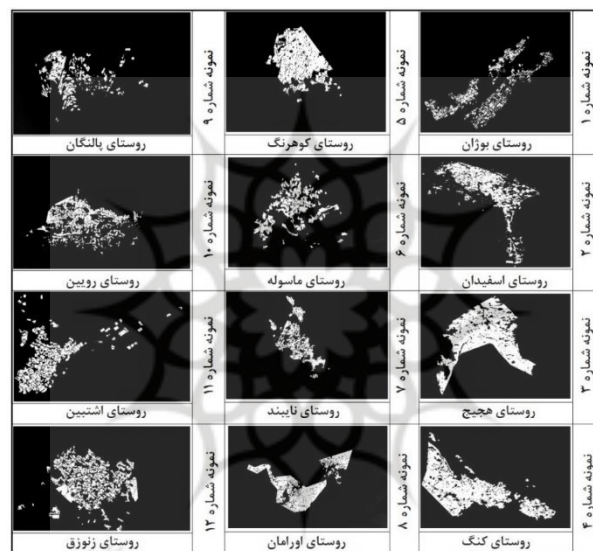 نمونه شماره ۱
روستای بوژان
نمونه شماره ۵
روستای کوهرنگ
نمونه شماره ۹
روستای پالنگان
نمونه شماره ۲
روستای اسفیدان
نمونه شماره ۶
روستای ماسوله
نمونه شماره ۱۰
روستای رویین
نمونه شماره ۳
روستای هجیج
نمونه شماره ۷
روستای نایبند
نمونه شماره ۱۱
روستای اشتبین
نمونه شماره ۴
روستای کنگ
نمونه شماره ۸
روستای اورامان
نمونه شماره ۱۲
روستای زنوزق